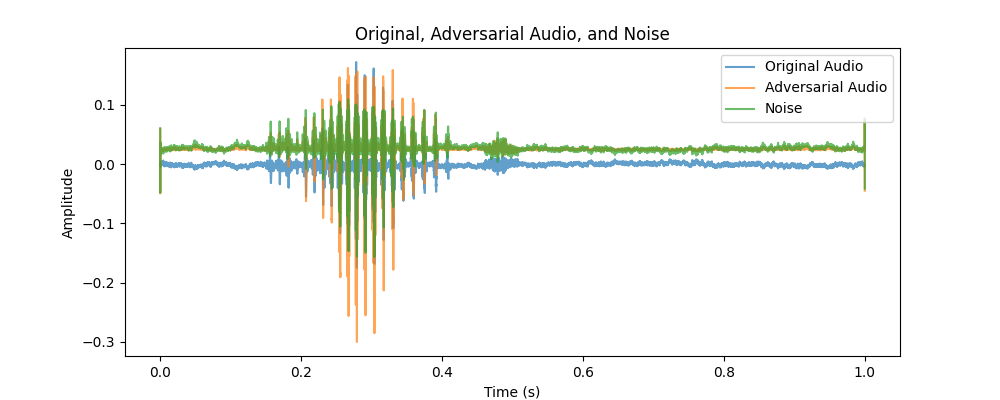 Original, Adversarial Audio, and Noise
Original Audio
Adversarial Audio
Noise
Amplitude
0.1
0.0
−0.1
−0.2
−0.3
0.0 0.2 0.4 0.6 0.8 1.0
Time (s)